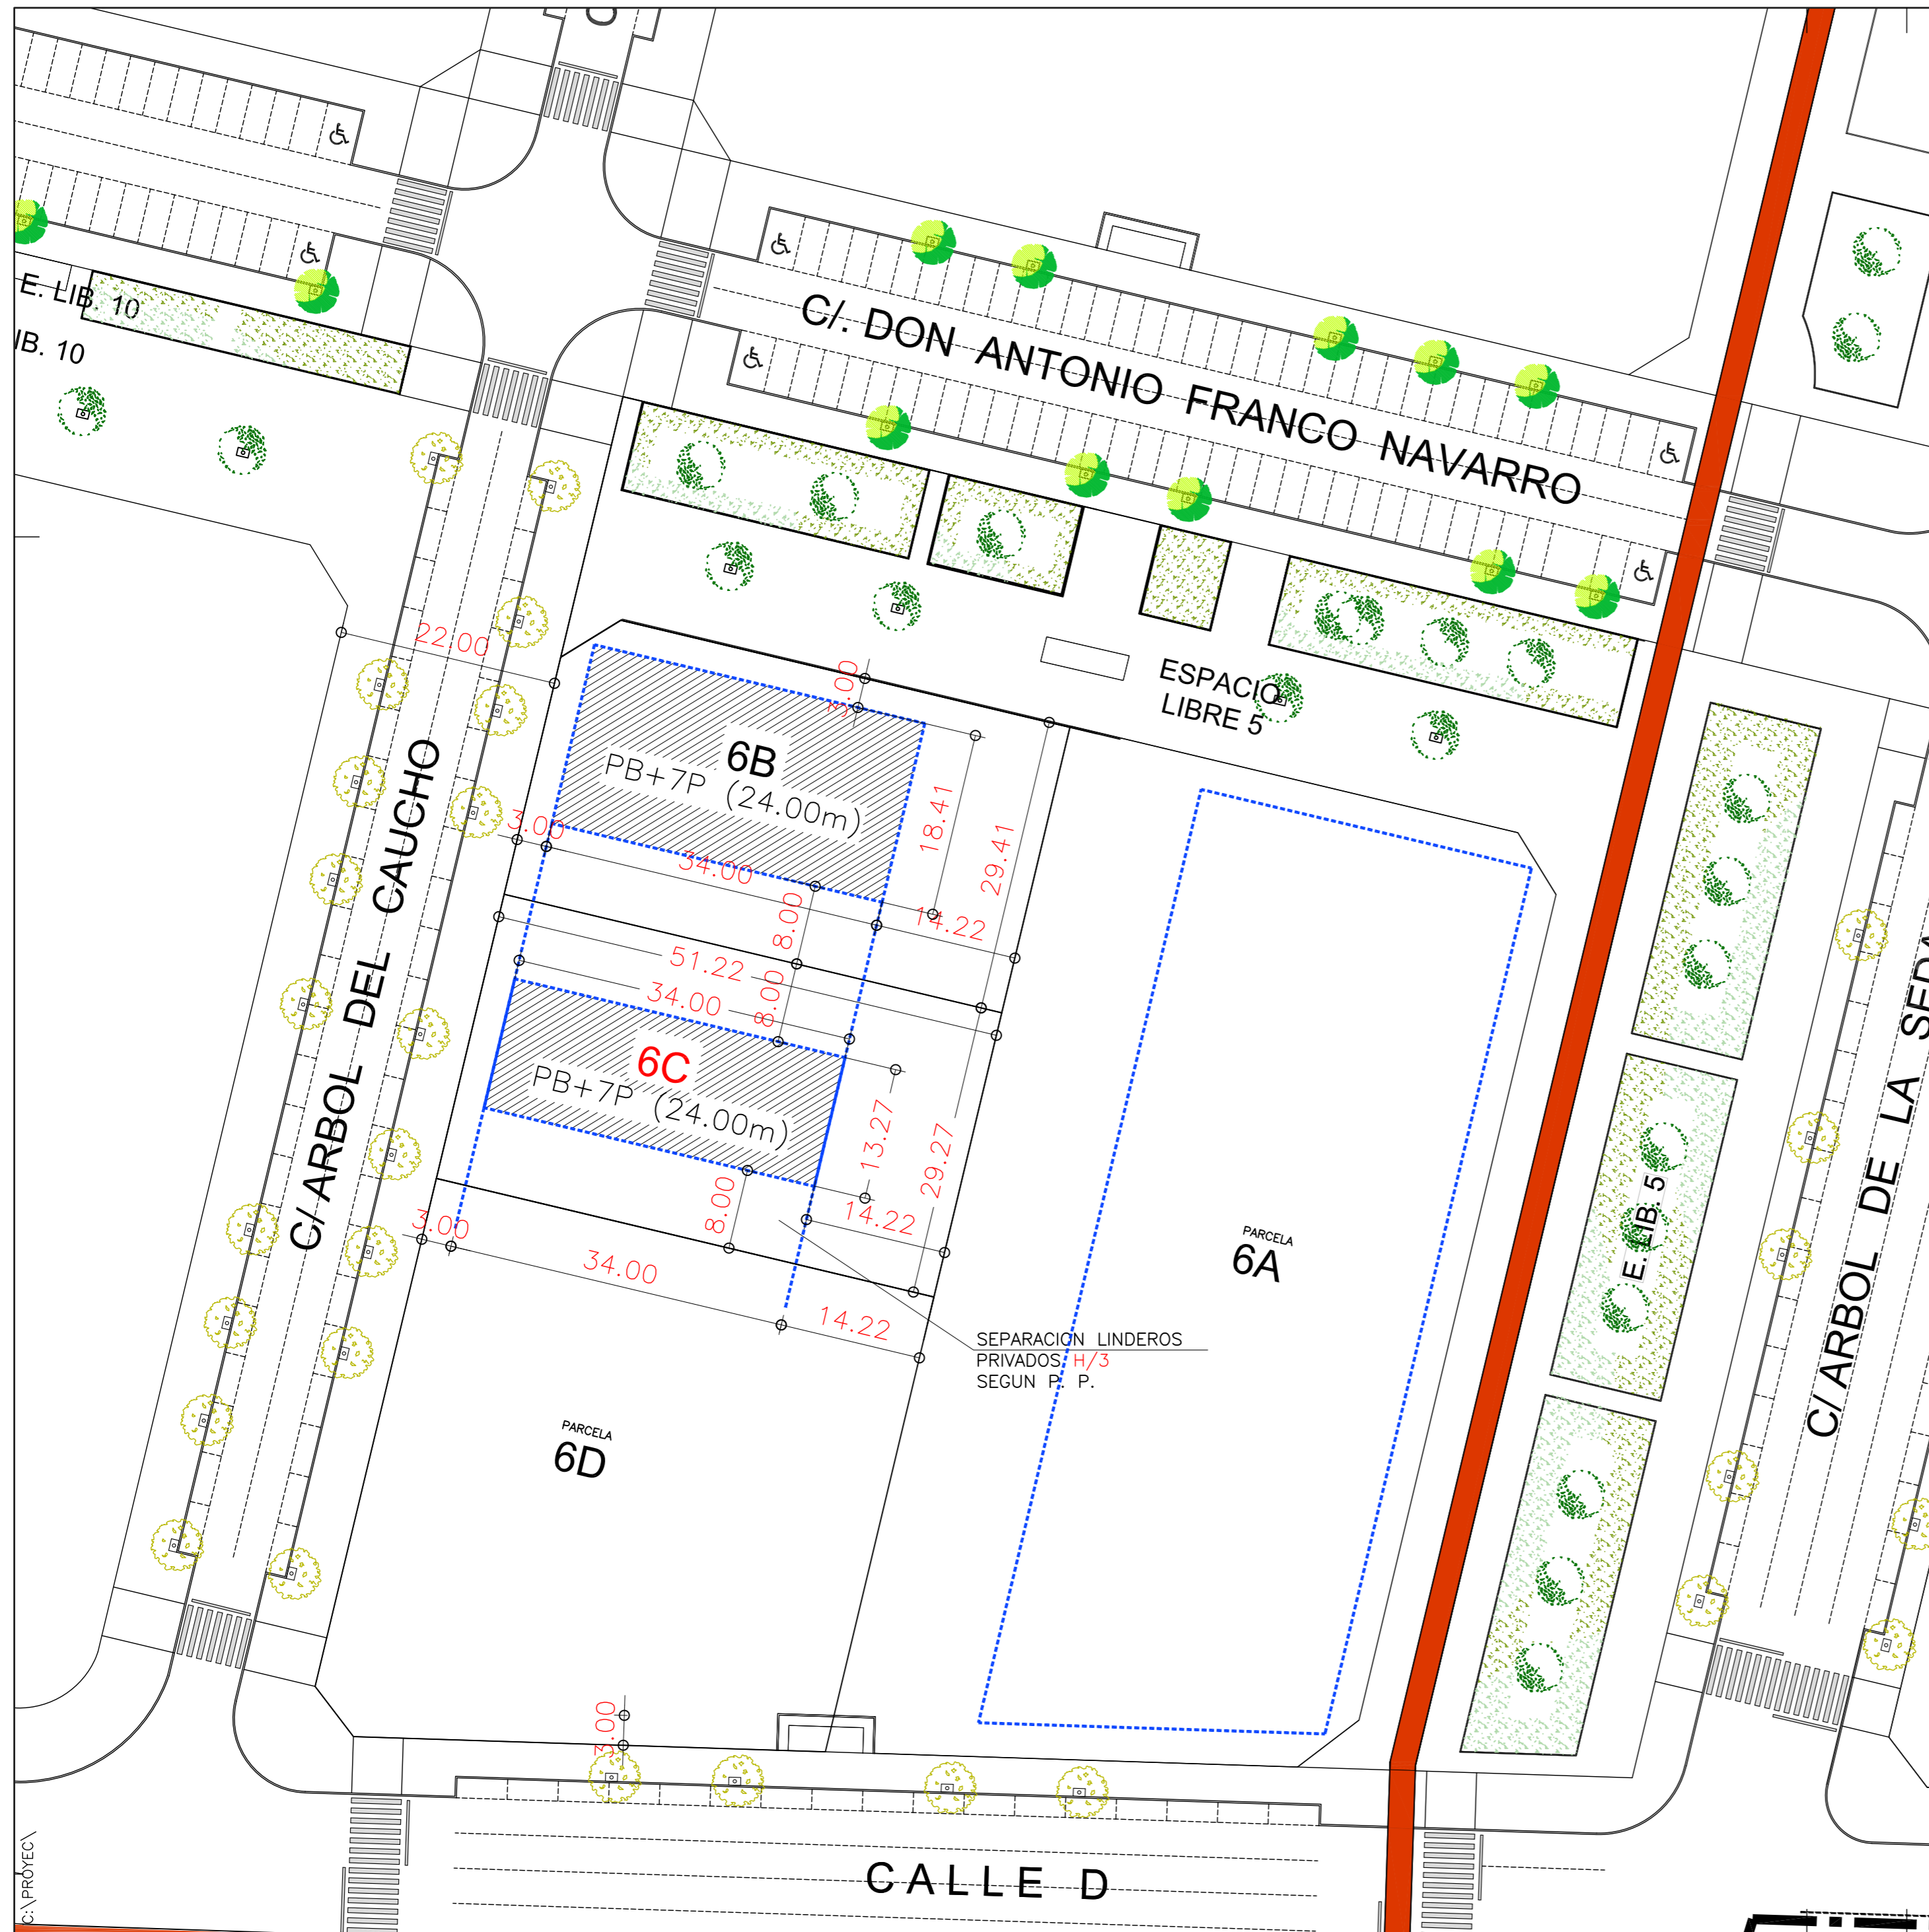 E. LIB. 10
IB. 10
C/. DON ANTONIO FRANCO NAVARRO
22.00
3.00
ESPACIO
LIBRE 5
6B
PB+7P (24.00m)
18.41
29.41
3.00
34.00
14.22
8.00
51.22
34.00
8.00
6C
PB+7P (24.00m)
13.27
29.27
14.22
8.00
3.00
34.00
14.22
C/ ARBOL DEL CAUCHO
SEPARACION LINDEROS
PRIVADOS H/3
SEGUN P. P.
PARCELA
6A
PARCELA
6D
E. LIB. 5
C/ ARBOL DE LA SEDA
3.00
CALLE D
C:\PROYEC\